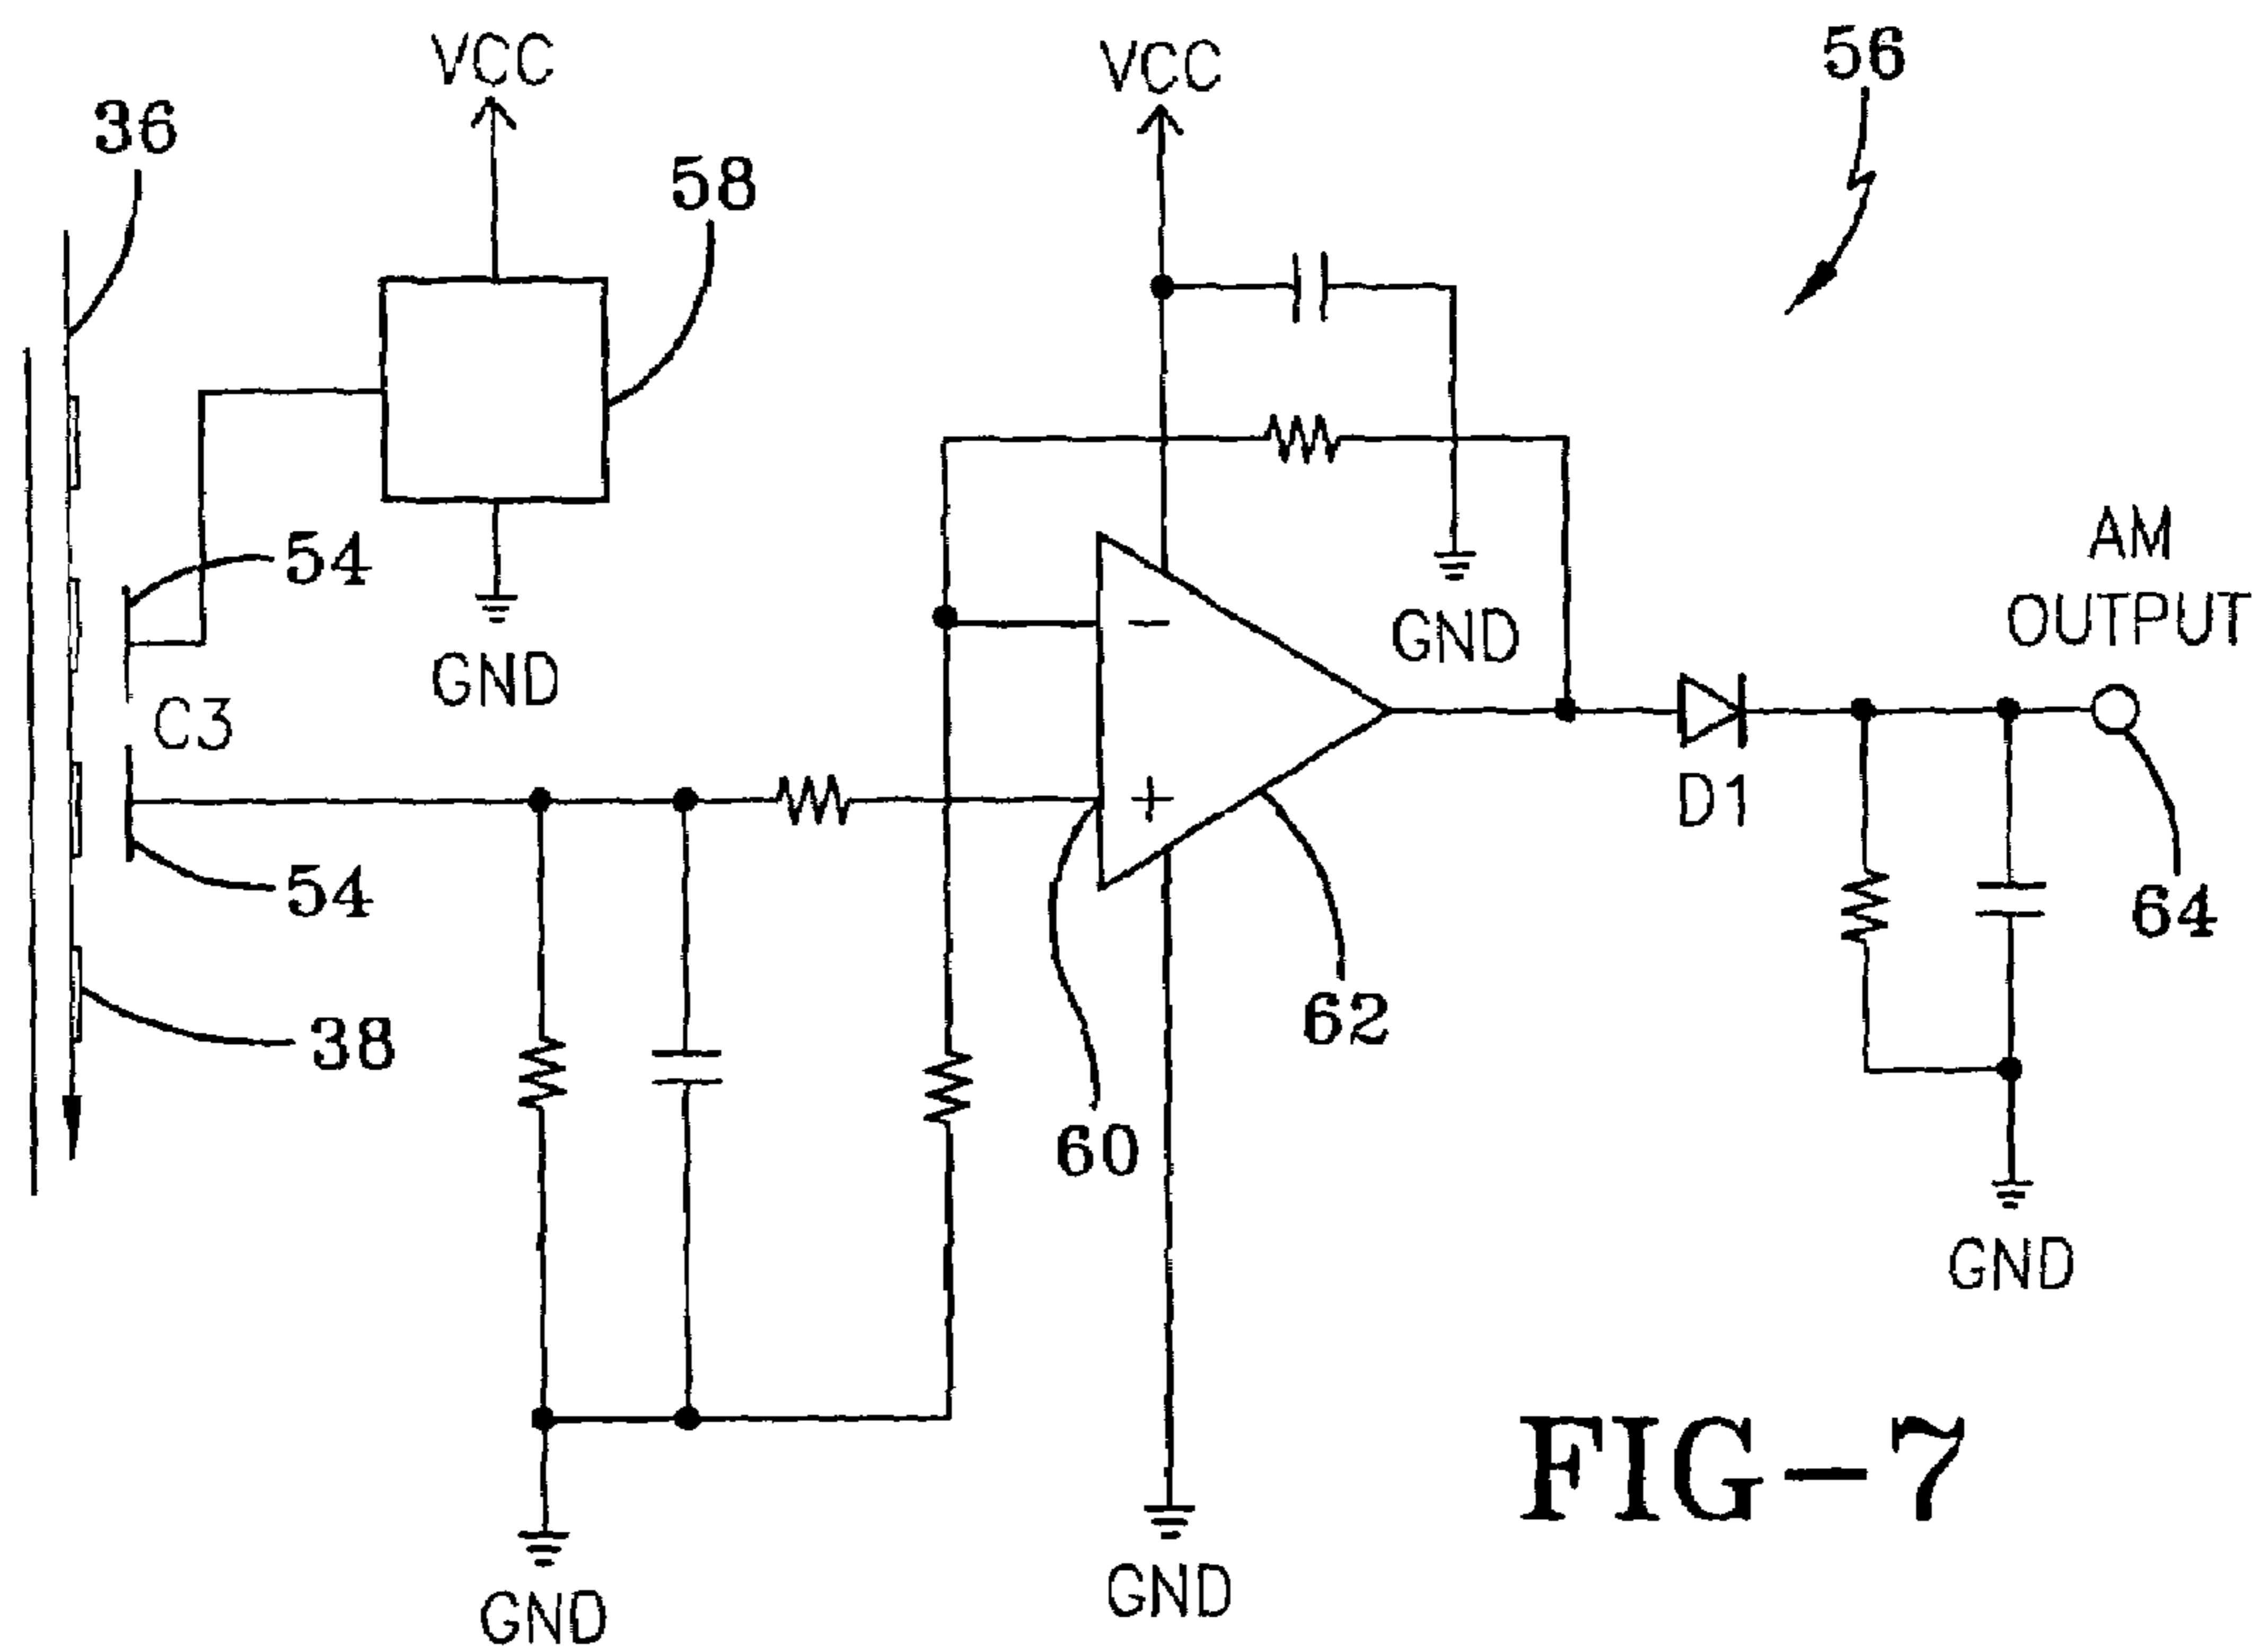 VCC
VCC
56
36
58
54
AM
OUTPUT
GND
GND
C3
D1
54
64
62
38
60
GND
FIG-7
GND
GND